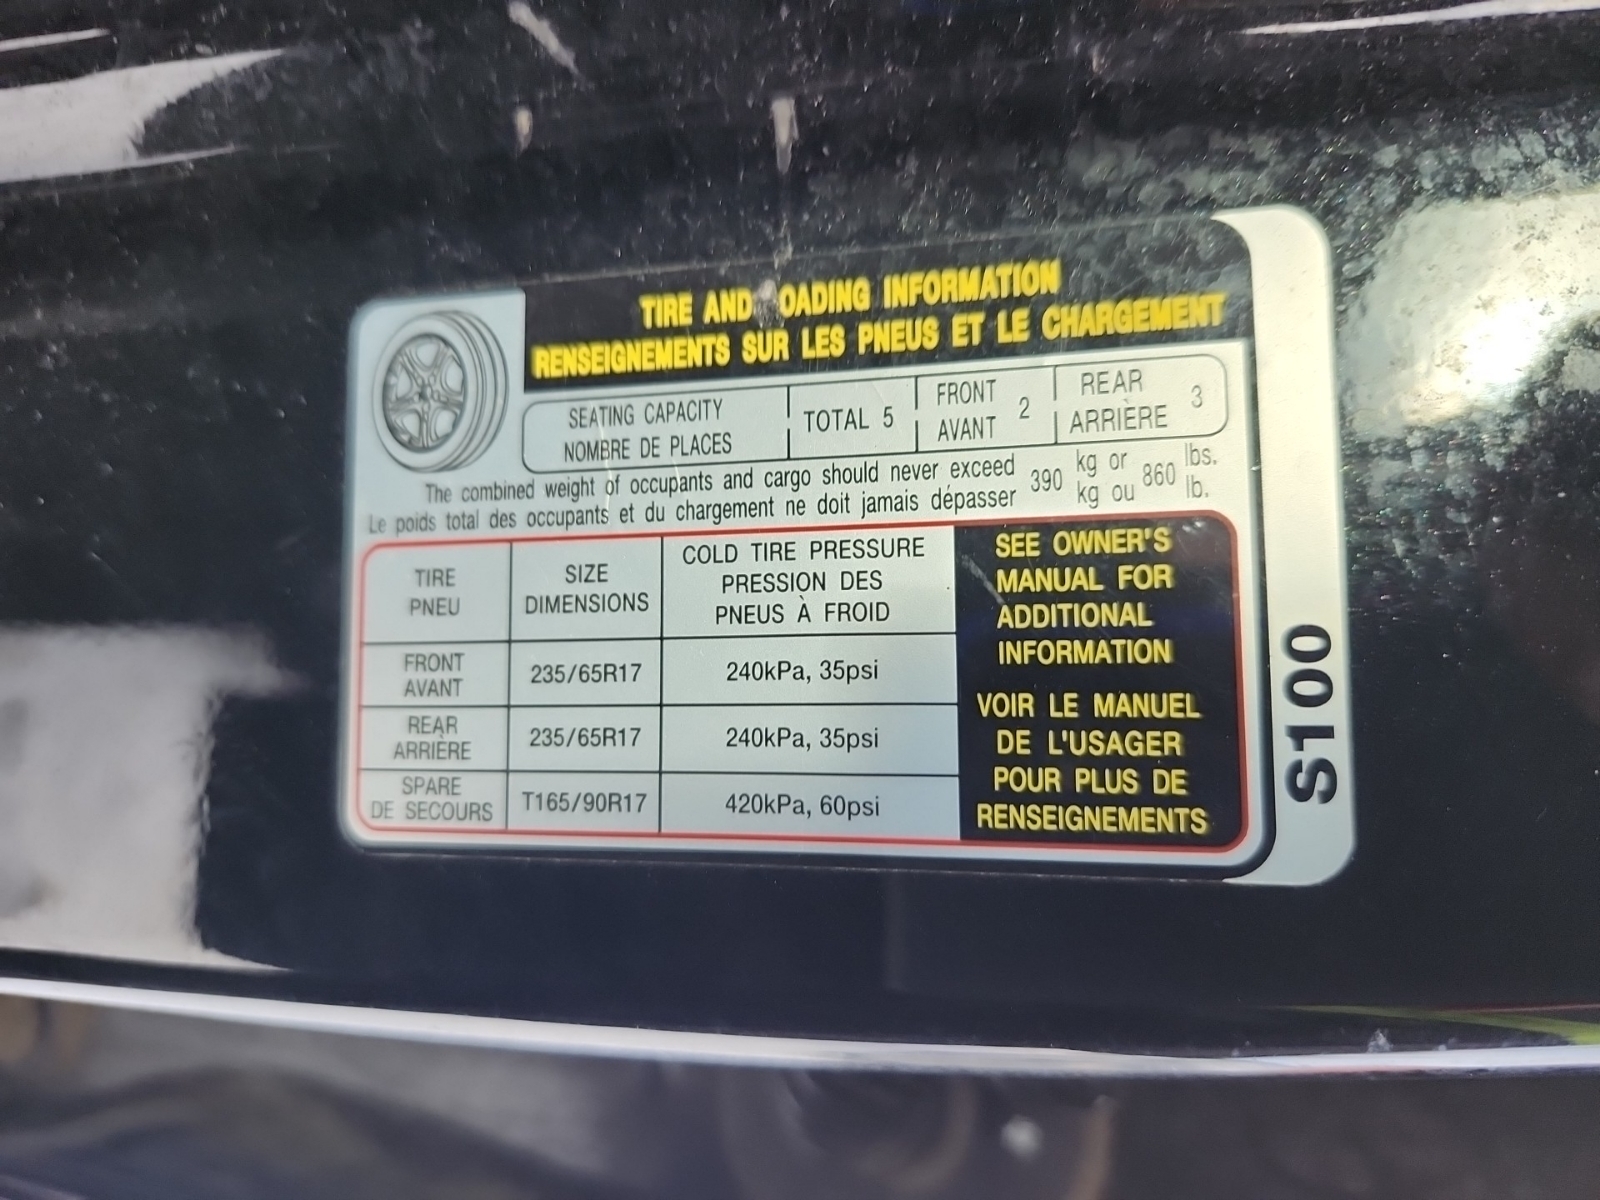 TIRE AND OADING INFORMATION
RENSEIGNEMENTS SUR LES PNEUS ET LE CHARGEMENT
SEATING CAPACITY
NOMBRE DE PLACES
TOTAL 5
FRONT
AVANT
2
REAR
ARRIÈRE
3
The combined weight of occupants and cargo should never exceed 390 kg or 860 lbs.
Le poids total des occupants et du chargement ne doit jamais dépasser kg ou lb.
TIRE
PNEU
SIZE
DIMENSIONS
COLD TIRE PRESSURE
PRESSION DES
PNEUS À FROID
FRONT
AVANT
235/65R17
240kPa, 35psi
REAR
ARRIÈRE
235/65R17
240kPa, 35psi
SPARE
DE SECOURS
T165/90R17
420kPa, 60psi
SEE OWNER'S
MANUAL FOR
ADDITIONAL
INFORMATION
VOIR LE MANUEL
DE L'USAGER
POUR PLUS DE
RENSEIGNEMENTS
S100